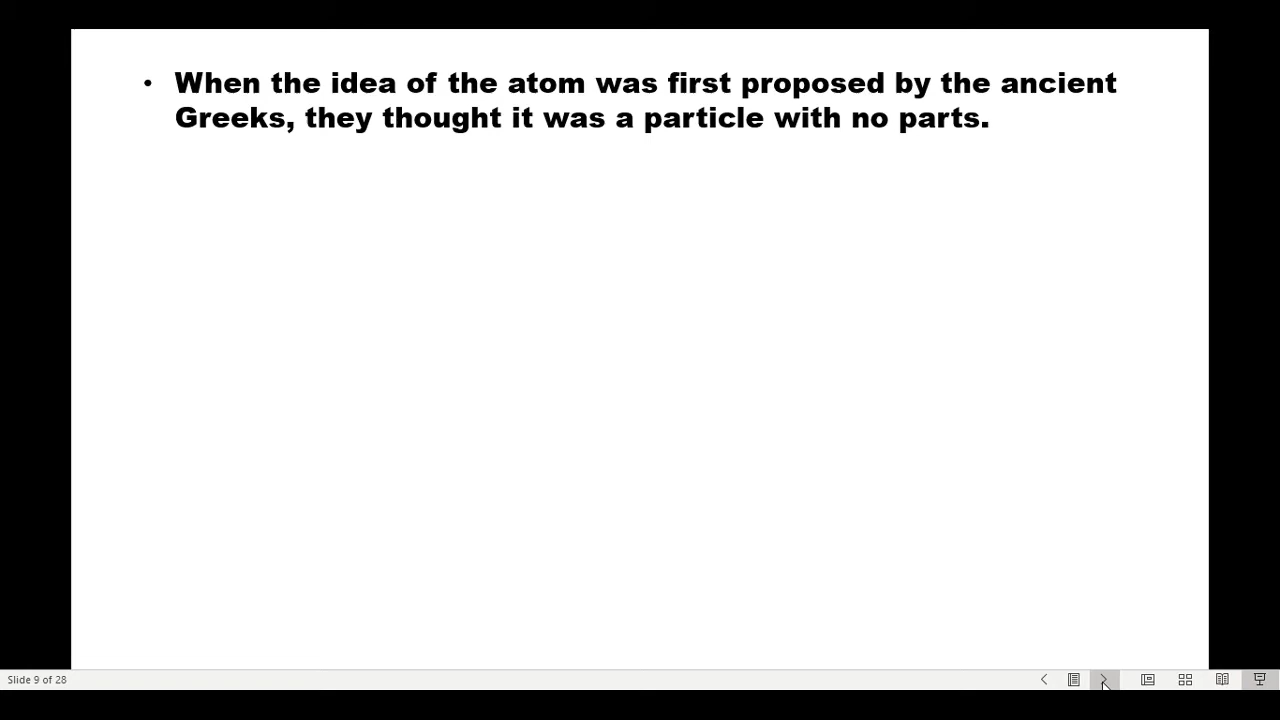 • When the idea of the atom was first proposed by the ancient
Greeks, they thought it was a particle with no parts.
Slide 9 of 28